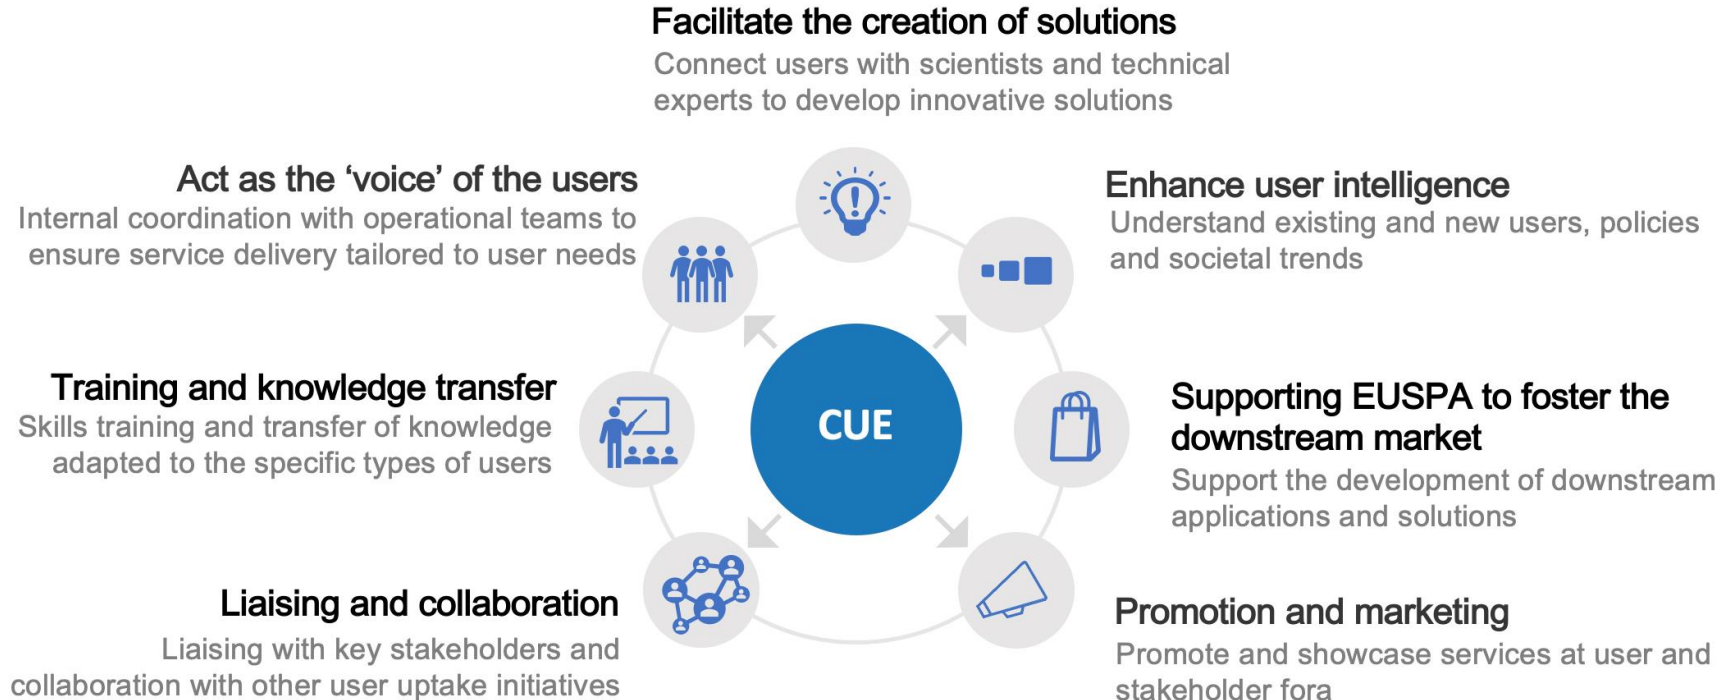 Facilitate the creation of solutions
Connect users with scientists and technical
experts to develop innovative solutions
Act as the ‘voice’ of the users
Internal coordination with operational teams to
ensure service delivery tailored to user needs
Enhance user intelligence
Understand existing and new users, policies
and societal trends
Training and knowledge transfer
Skills training and transfer of knowledge
adapted to the specific types of users
CUE
Supporting EUSPA to foster the
downstream market
Support the development of downstream
applications and solutions
Liaising and collaboration
Liaising with key stakeholders and
collaboration with other user uptake initiatives
Promotion and marketing
Promote and showcase services at user and
stakeholder fora